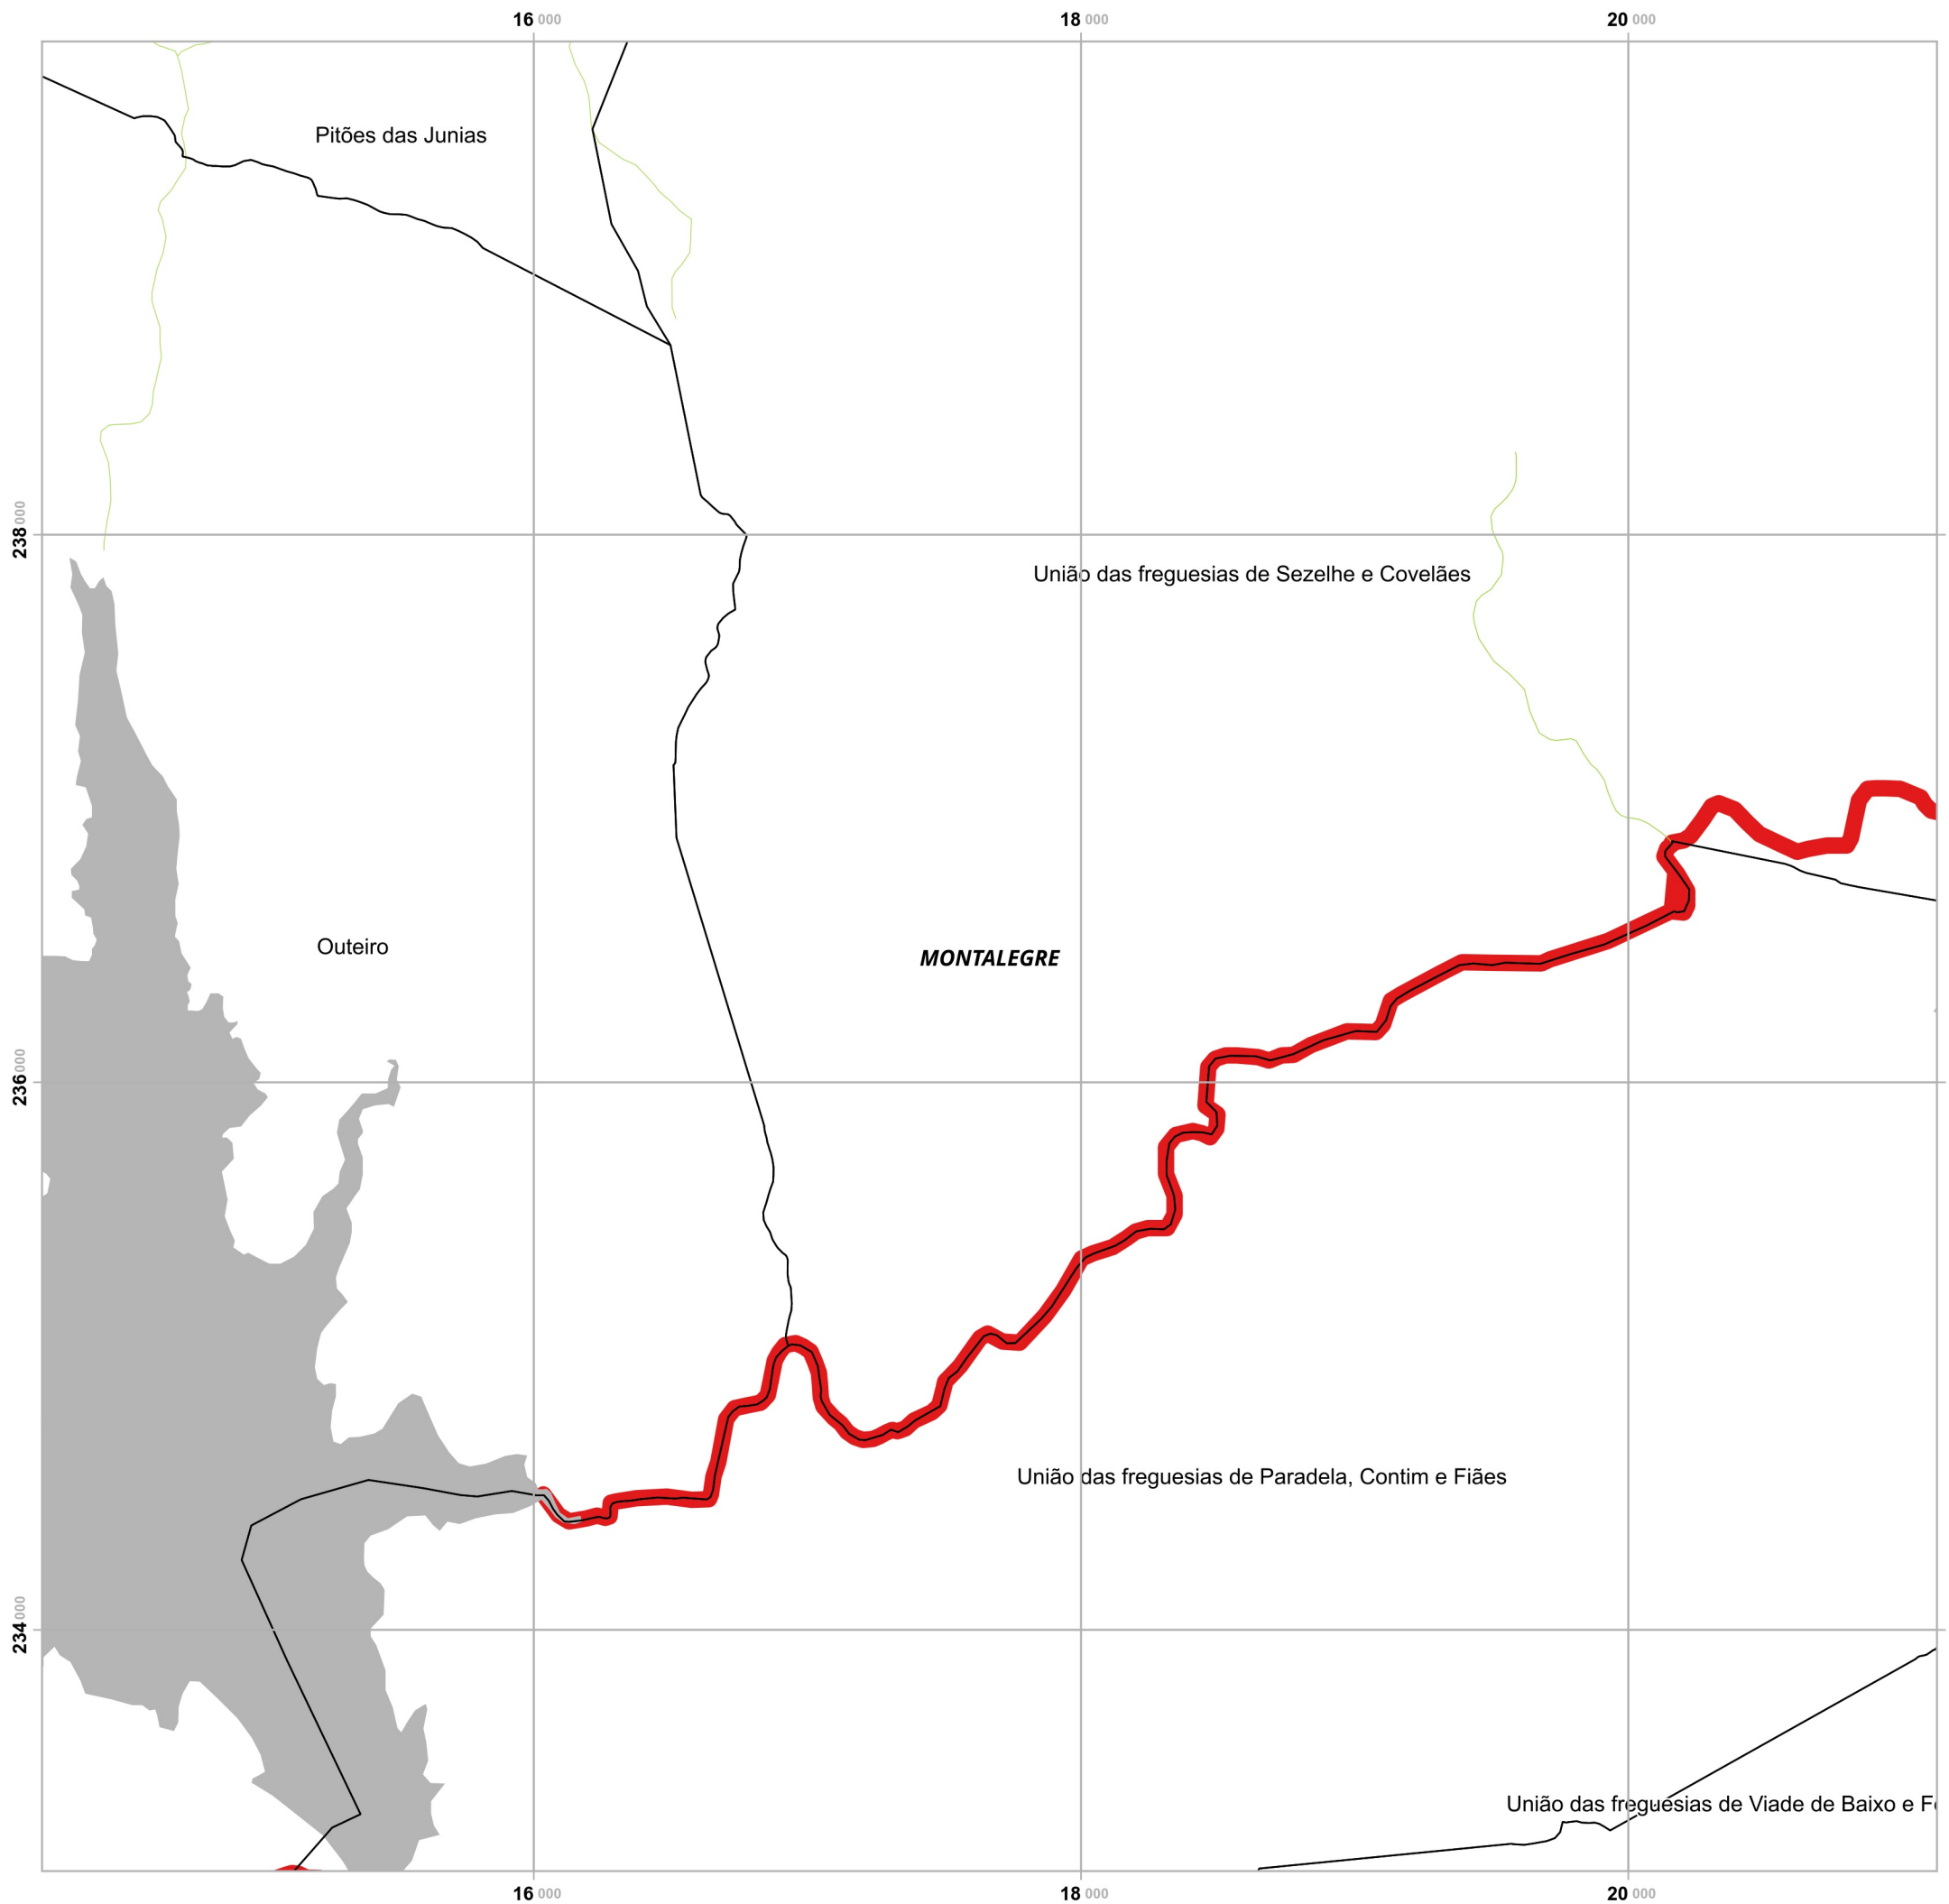 16 000
18 000
20 000
Pitões das Junias
238 000
União das freguesias de Sezelhe e Covelães
Outeiro
MONTALEGRE
236 000
União das freguesias de Paradela, Contim e Fiães
234 000
União das freguesias de Viade de Baixo e F
16 000
18 000
20 000